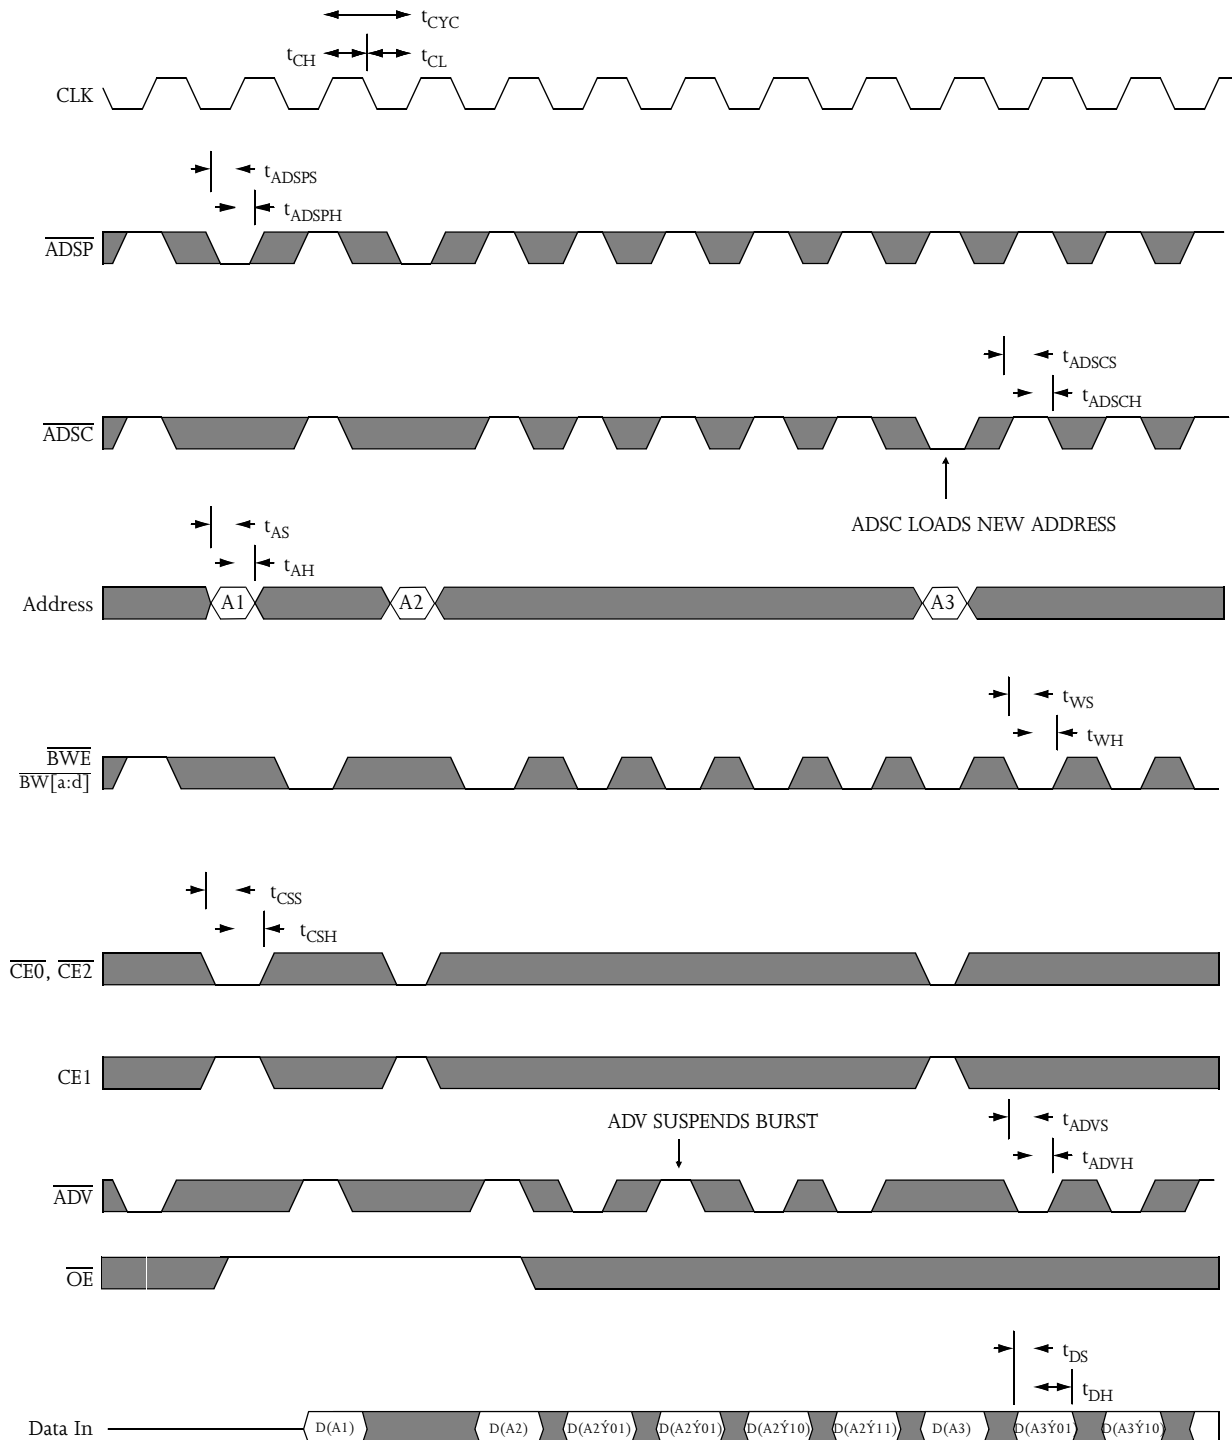 tCYC
tCH tCL
CLK
tADSPS
tADSPH
ADSP
tADSCS
tADSCH
ADSC
ADSC LOADS NEW ADDRESS
tAS
tAH
Address A1 A2 A3
tWS
tWH
BWE
BW[a:d]
tCSS
tCSH
CE0, CE2
CE1
ADV SUSPENDS BURST
tADVS
tADVH
ADV
OE
tDS
tDH
Data In D(A1) D(A2) D(A2Ý01) D(A2Ý01) D(A2Ý10) D(A2Ý11) D(A3) D(A3Ý01) D(A3Ý10)